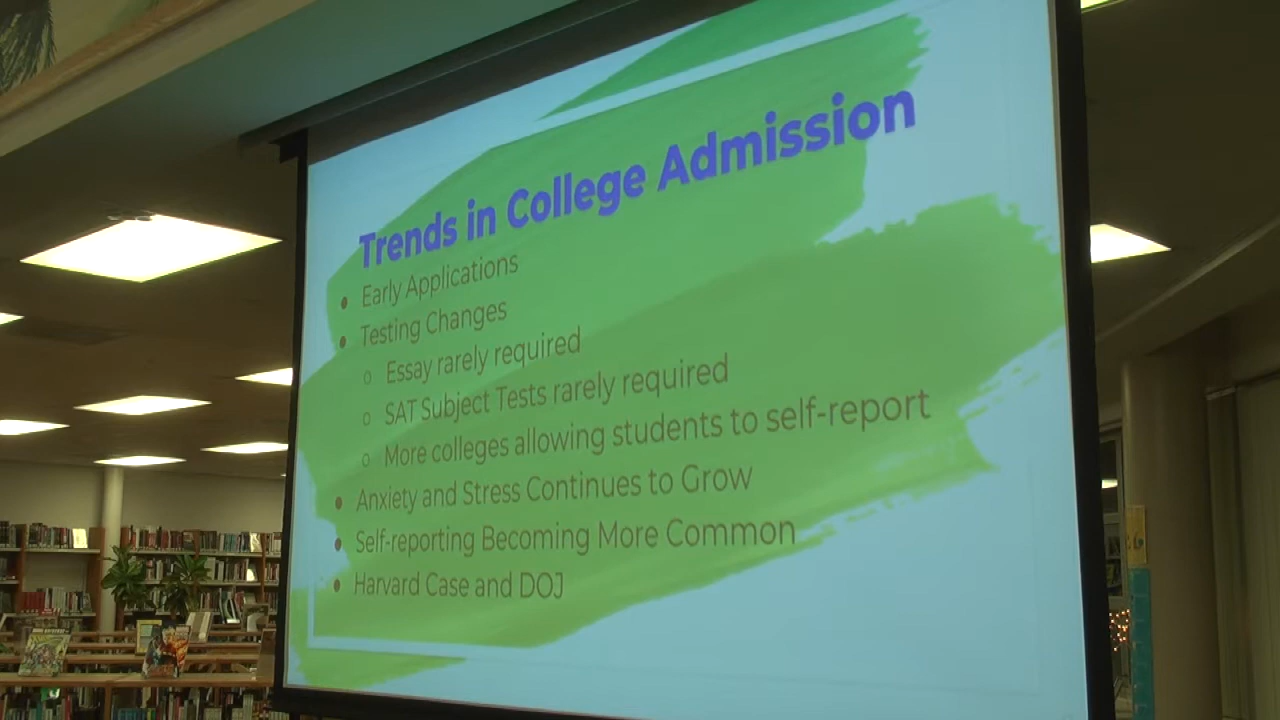 Trends in College Admission
• Early Applications
• Testing Changes
o Essay rarely required
o SAT Subject Tests rarely required
o More colleges allowing students to self-report
• Anxiety and Stress Continues to Grow
• Self-reporting Becoming More Common
• Harvard Case and DOJ